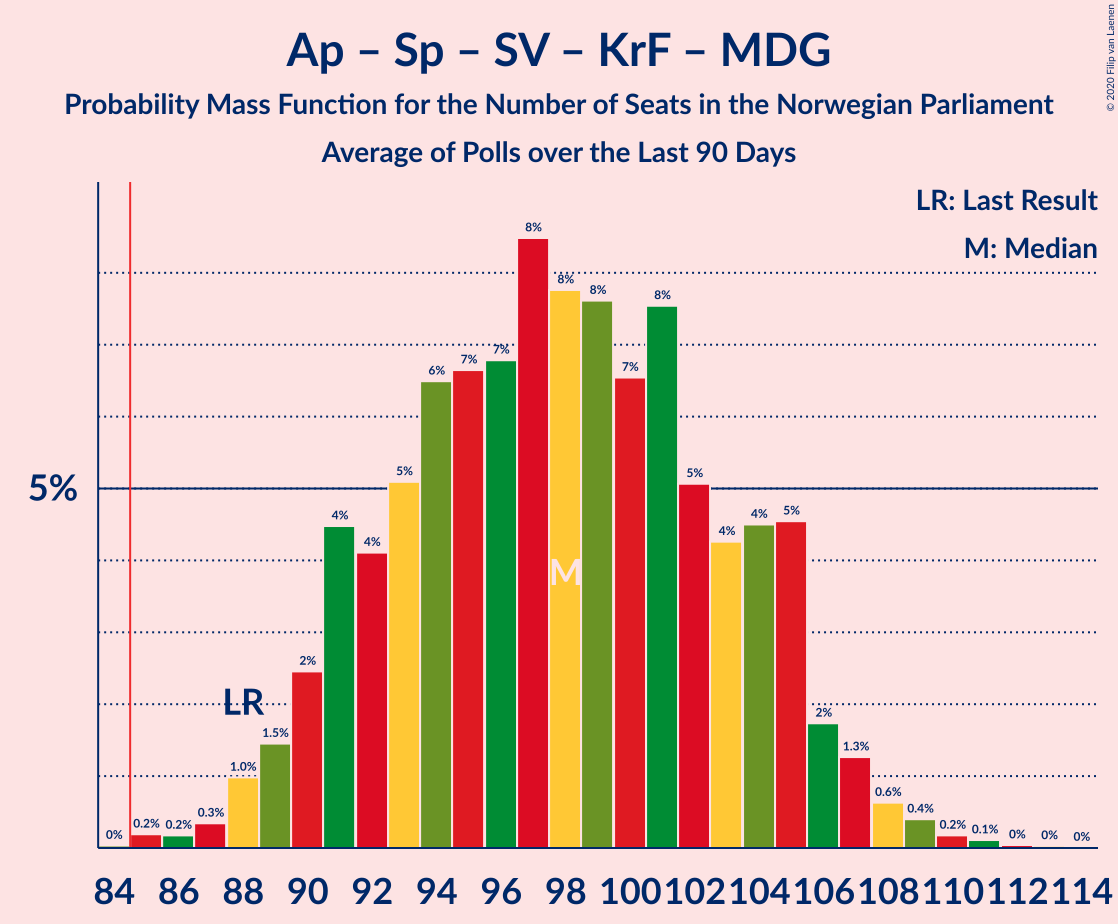 Ap – Sp – SV – KrF – MDG
Probability Mass Function for the Number of Seats in the Norwegian Parliament
Average of Polls over the Last 90 Days
© 2020 Filip van Laenen
LR: Last Result
M: Median
5%
0% 0.2% 0.2% 0.3% 1.0% 1.5% 2% 4% 4% 5% 6% 7% 7% 8% 8% 8% 7% 8% 5% 4% 4% 5% 2% 1.3% 0.6% 0.4% 0.2% 0.1% 0% 0% 0%
LR
M
84 86 88 90 92 94 96 98 100 102 104 106 108 110 112 114